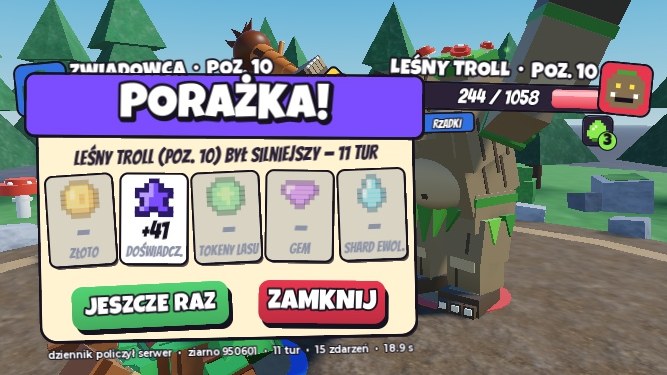 ZWIADOWCA • POZ. 10
LEŚNY TROLL • POZ. 10
244 / 1058
RZADKI
3
PORAŻKA!
LEŚNY TROLL (POZ. 10) BYŁ SILNIEJSZY – 11 TUR
–
ZŁOTO
+47
DOŚWIADCZ.
–
TOKENY LASU
–
GEM
–
SHARD EWOL.
JESZCZE RAZ
ZAMKNIJ
dziennik policzył serwer • ziarno 950601 • 11 tur • 15 zdarzeń • 18.9 s